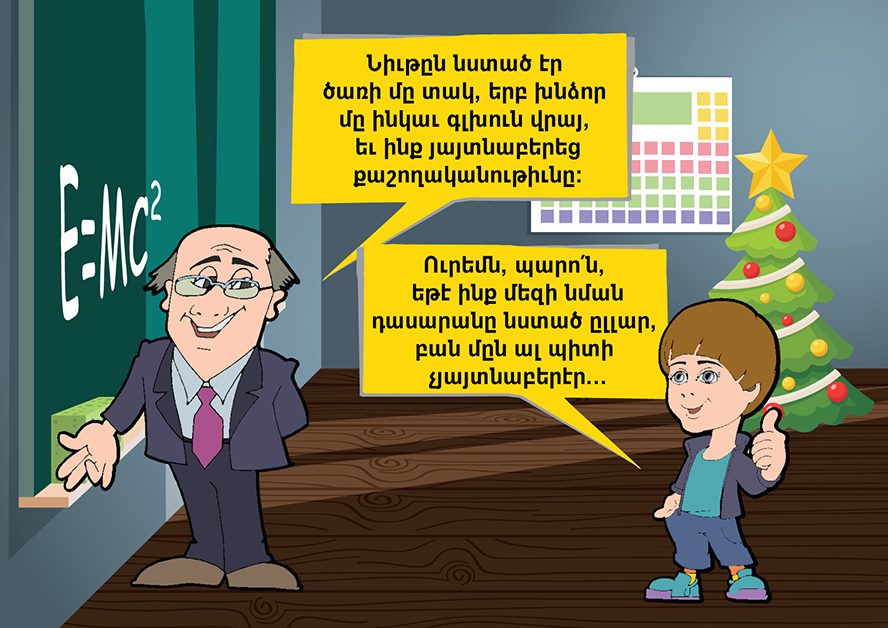 E=MC²
Նիւթըն նստած էր
ծառի մը տակ, երբ խնձոր
մը ինկաւ գլխուն վրայ,
եւ ինք յայտնաբերեց
քաշողականութիւնը:
Ուրեմն, պարո՛ն,
եթէ ինք մեզի նման
դասարանը նստած ըլլար,
բան մըն ալ պիտի
չյայտնաբերէր...